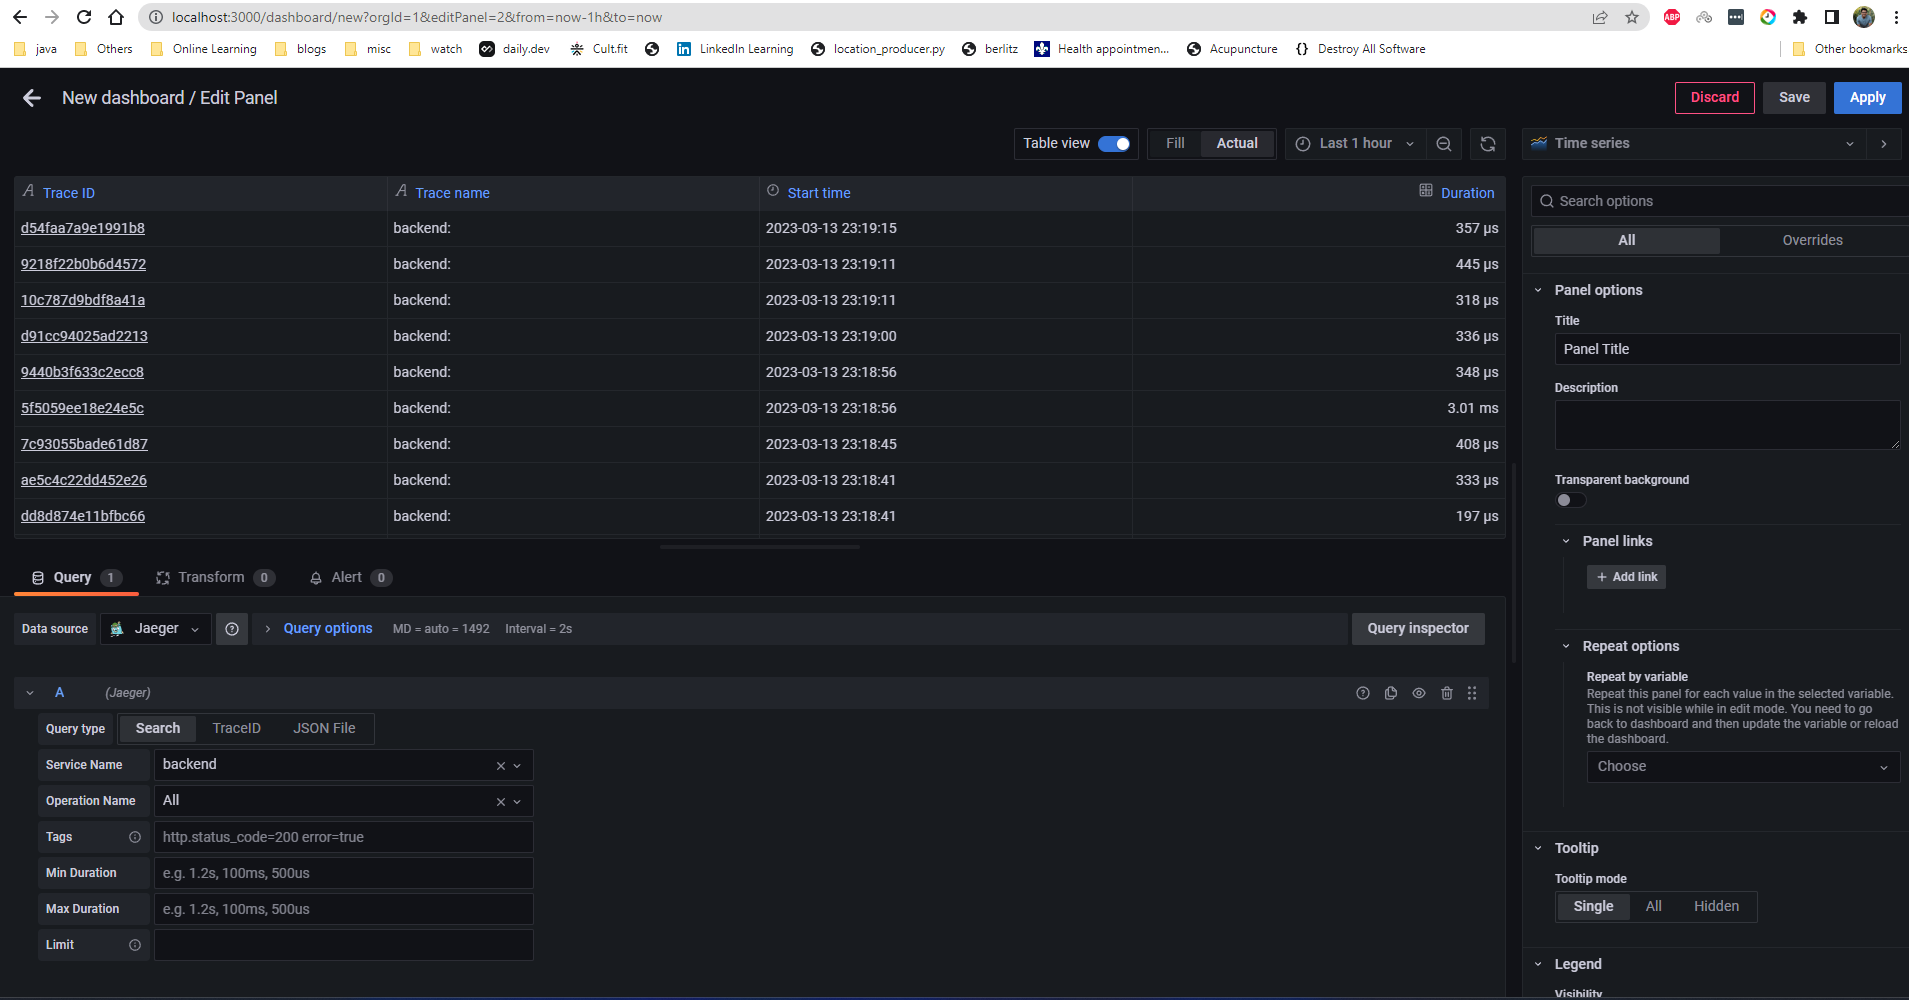 localhost:3000/dashboard/new?orgId=1&editPanel=2&from=now-1h&to=now
ABP
java Others Online Learning blogs misc watch daily.dev Cult.fit LinkedIn Learning location_producer.py berlitz Health appointmen... Acupuncture {} Destroy All Software Other bookmarks
New dashboard / Edit Panel Discard Save Apply
Table view Fill Actual Last 1 hour Time series
Trace ID Trace name Start time Duration
d54faa7a9e1991b8 backend: 2023-03-13 23:19:15 357 µs
9218f22b0b6d4572 backend: 2023-03-13 23:19:11 445 µs
10c787d9bdf8a41a backend: 2023-03-13 23:19:11 318 µs
d91cc94025ad2213 backend: 2023-03-13 23:19:00 336 µs
9440b3f633c2ecc8 backend: 2023-03-13 23:18:56 348 µs
5f5059ee18e24e5c backend: 2023-03-13 23:18:56 3.01 ms
7c93055bade61d87 backend: 2023-03-13 23:18:45 408 µs
ae5c4c22dd452e26 backend: 2023-03-13 23:18:41 333 µs
dd8d874e11bfbc66 backend: 2023-03-13 23:18:41 197 µs
Query 1 Transform 0 Alert 0
Data source Jaeger Query options MD = auto = 1492 Interval = 2s Query inspector
A (Jaeger)
Query type Search TraceID JSON File
Service Name backend
Operation Name All
Tags http.status_code=200 error=true
Min Duration e.g. 1.2s, 100ms, 500us
Max Duration e.g. 1.2s, 100ms, 500us
Limit
Search options
All Overrides
Panel options
Title
Panel Title
Description
Transparent background
Panel links
+ Add link
Repeat options
Repeat by variable
Repeat this panel for each value in the selected variable.
This is not visible while in edit mode. You need to go
back to dashboard and then update the variable or reload
the dashboard.
Choose
Tooltip
Tooltip mode
Single All Hidden
Legend
Visibility